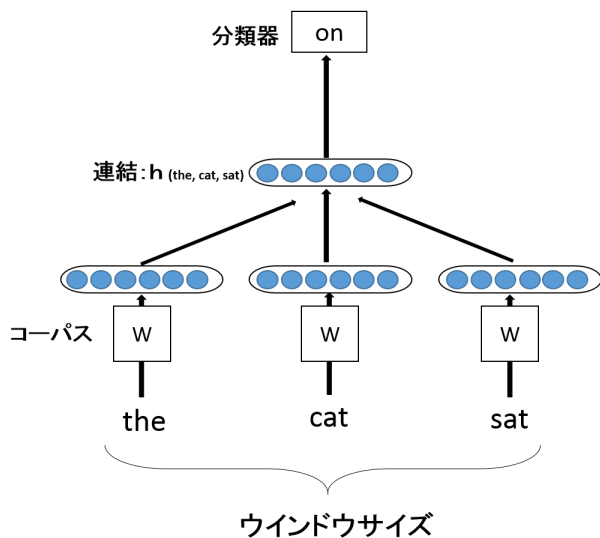 分類器 on
連結:h (the, cat, sat)
コーパス W W W
the cat sat
ウインドウサイズ